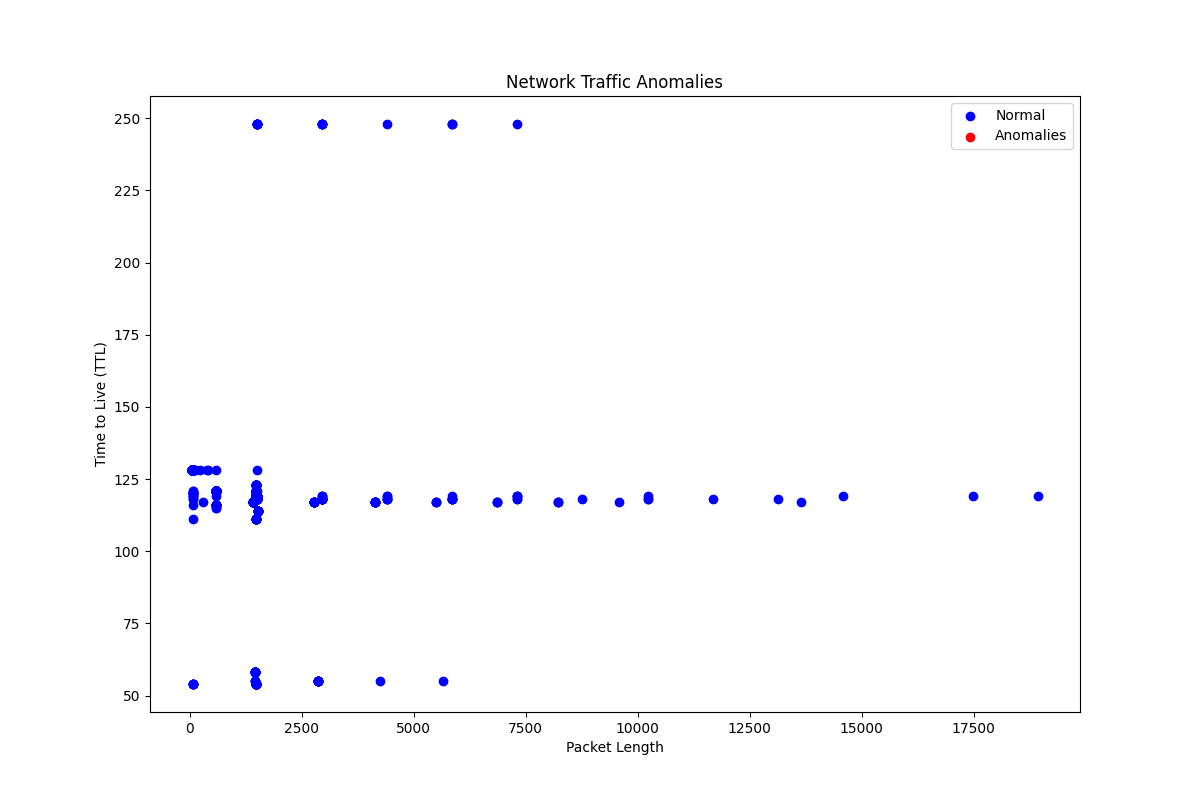 Network Traffic Anomalies
Normal
Anomalies
250
225
200
175
150
125
100
75
50
Time to Live (TTL)
0 2500 5000 7500 10000 12500 15000 17500
Packet Length